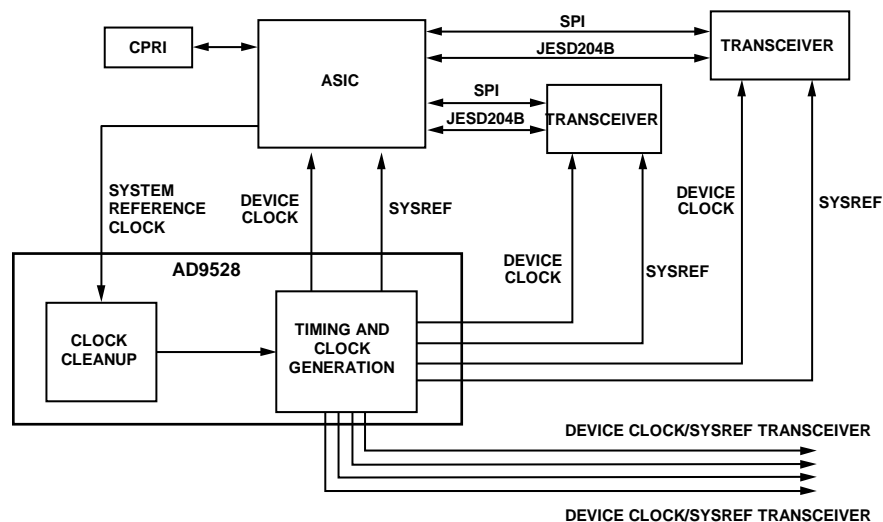 CPRI
ASIC
SPI
JESD204B
TRANSCEIVER
SPI
JESD204B
TRANSCEIVER
SYSTEM
REFERENCE
CLOCK
DEVICE
CLOCK
SYSREF
DEVICE
CLOCK
SYSREF
DEVICE
CLOCK
SYSREF
AD9528
CLOCK
CLEANUP
TIMING AND
CLOCK
GENERATION
DEVICE CLOCK/SYSREF TRANSCEIVER
DEVICE CLOCK/SYSREF TRANSCEIVER